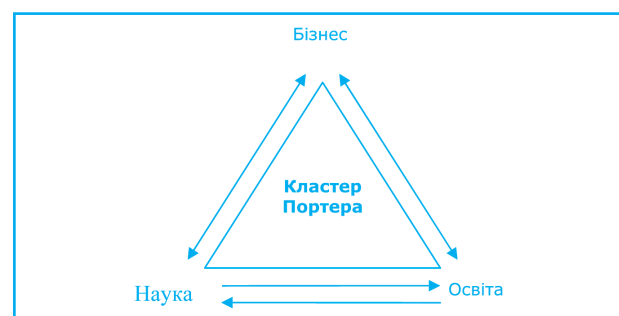 Бізнес
Кластер
Портера
Наука
Освіта